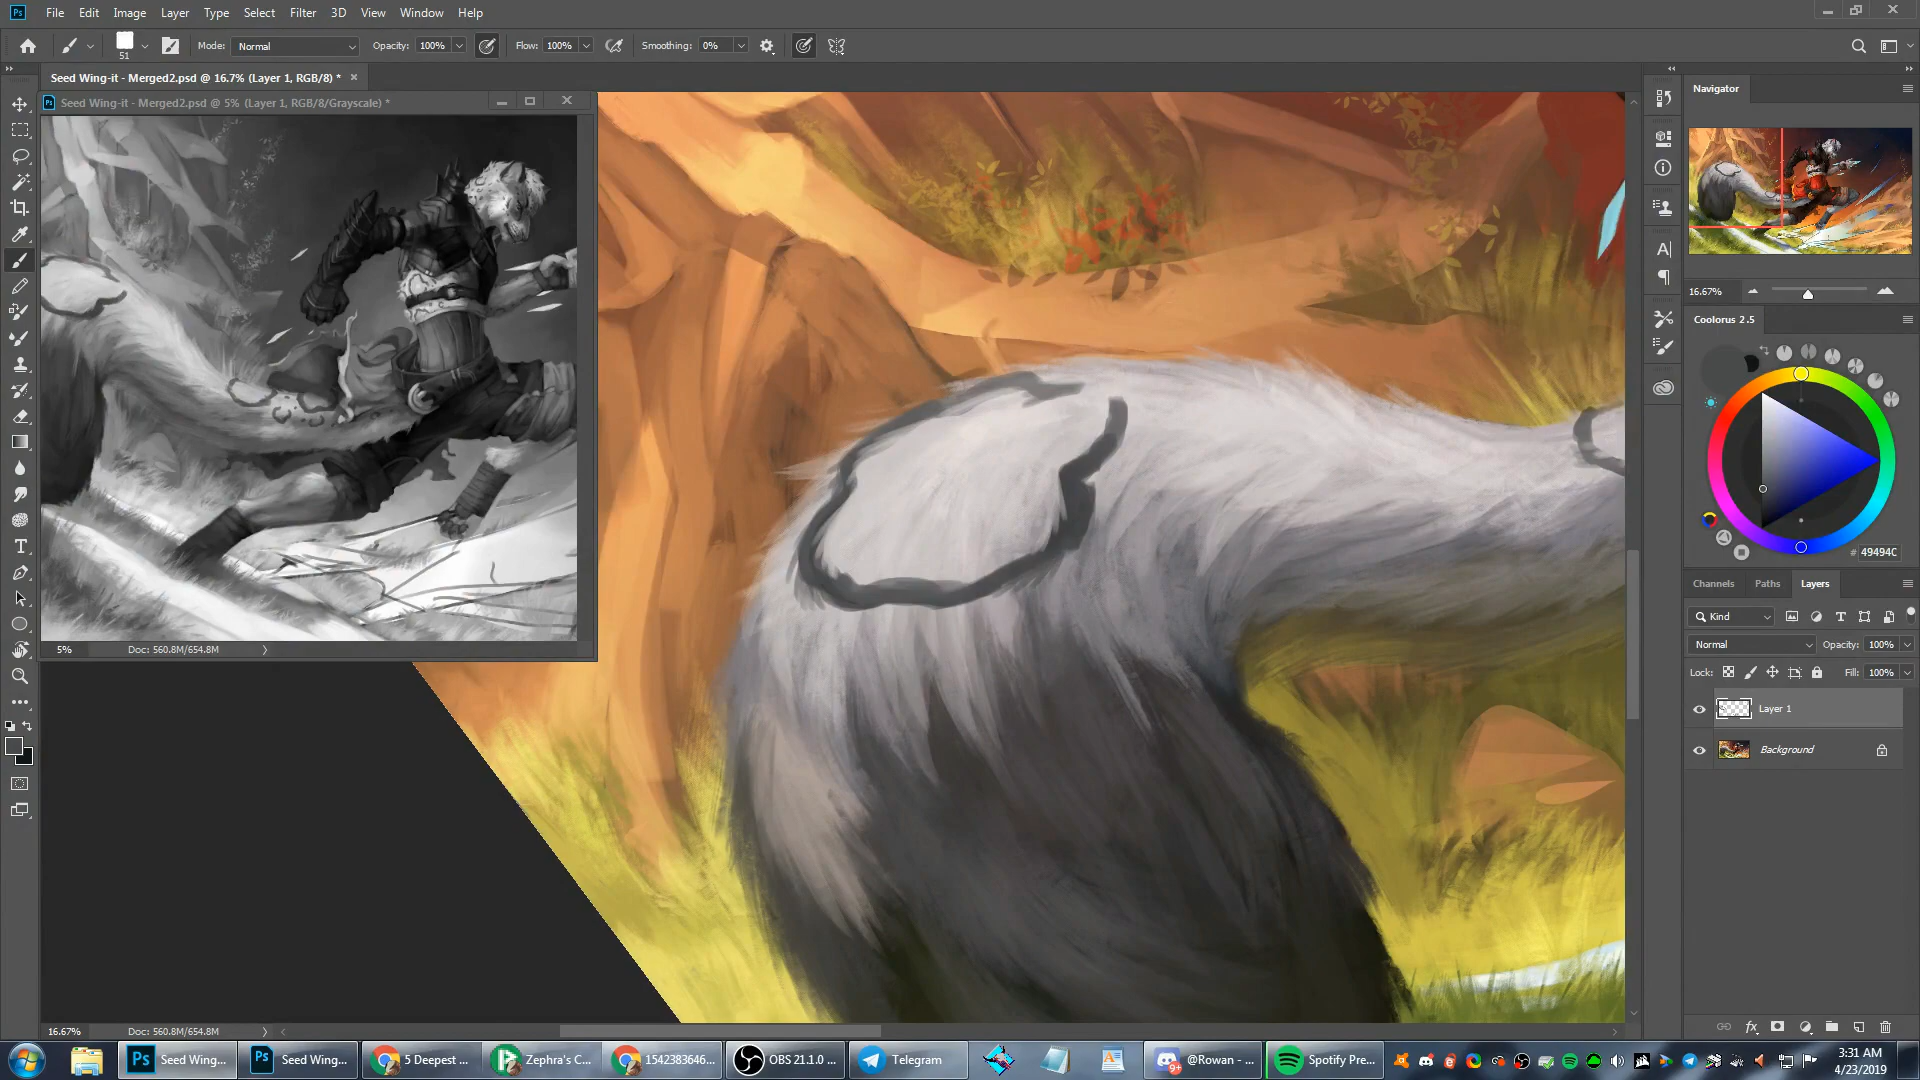 Ps File Edit Image Layer Type Select Filter 3D View Window Help
51 Mode: Normal Opacity: 100% Flow: 100% Smoothing: 0%
Seed Wing-it - Merged2.psd @ 16.7% (Layer 1, RGB/8) *
Seed Wing-it - Merged2.psd @ 5% (Layer 1, RGB/8/Grayscale) *
5% Doc: 560.8M/654.8M
Navigator
16.67%
Coolorus 2.5
# 49494C
Channels Paths Layers
Kind
Normal Opacity: 100%
Lock: Fill: 100%
Layer 1
Background
16.67% Doc: 560.8M/654.8M
Ps Seed Wing... Ps Seed Wing... 5 Deepest ... Zephra's C... 1542383646... OBS 21.1.0 ... Telegram @Rowan - ... 9+ Spotify Pre...
3:31 AM
4/23/2019